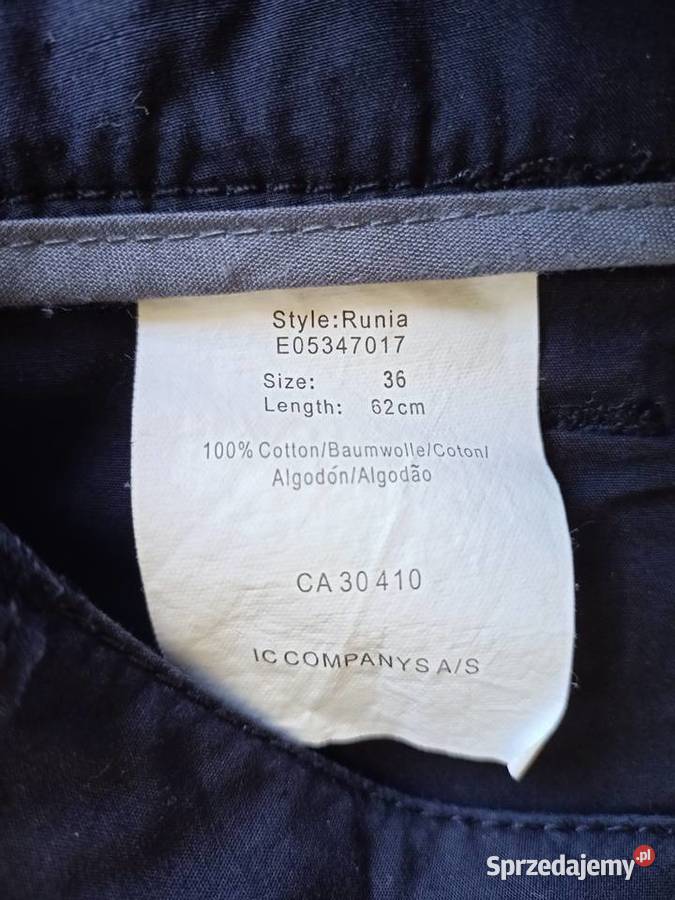 Style:Runia
E05347017
Size: 36
Length: 62cm
100% Cotton/Baumwolle/Coton/
Algodón/Algodão
CA 30 410
IC COMPANYS A/S
Sprzedajemy.pl